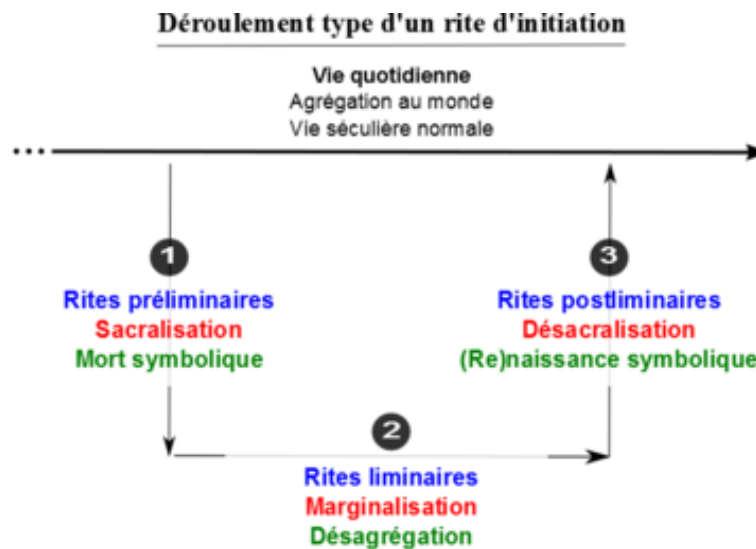 Déroulement type d'un rite d'initiation
Vie quotidienne
Agrégation au monde
Vie séculière normale
...
1
Rites préliminaires
Sacralisation
Mort symbolique
3
Rites postliminaires
Désacralisation
(Re)naissance symbolique
2
Rites liminaires
Marginalisation
Désagrégation